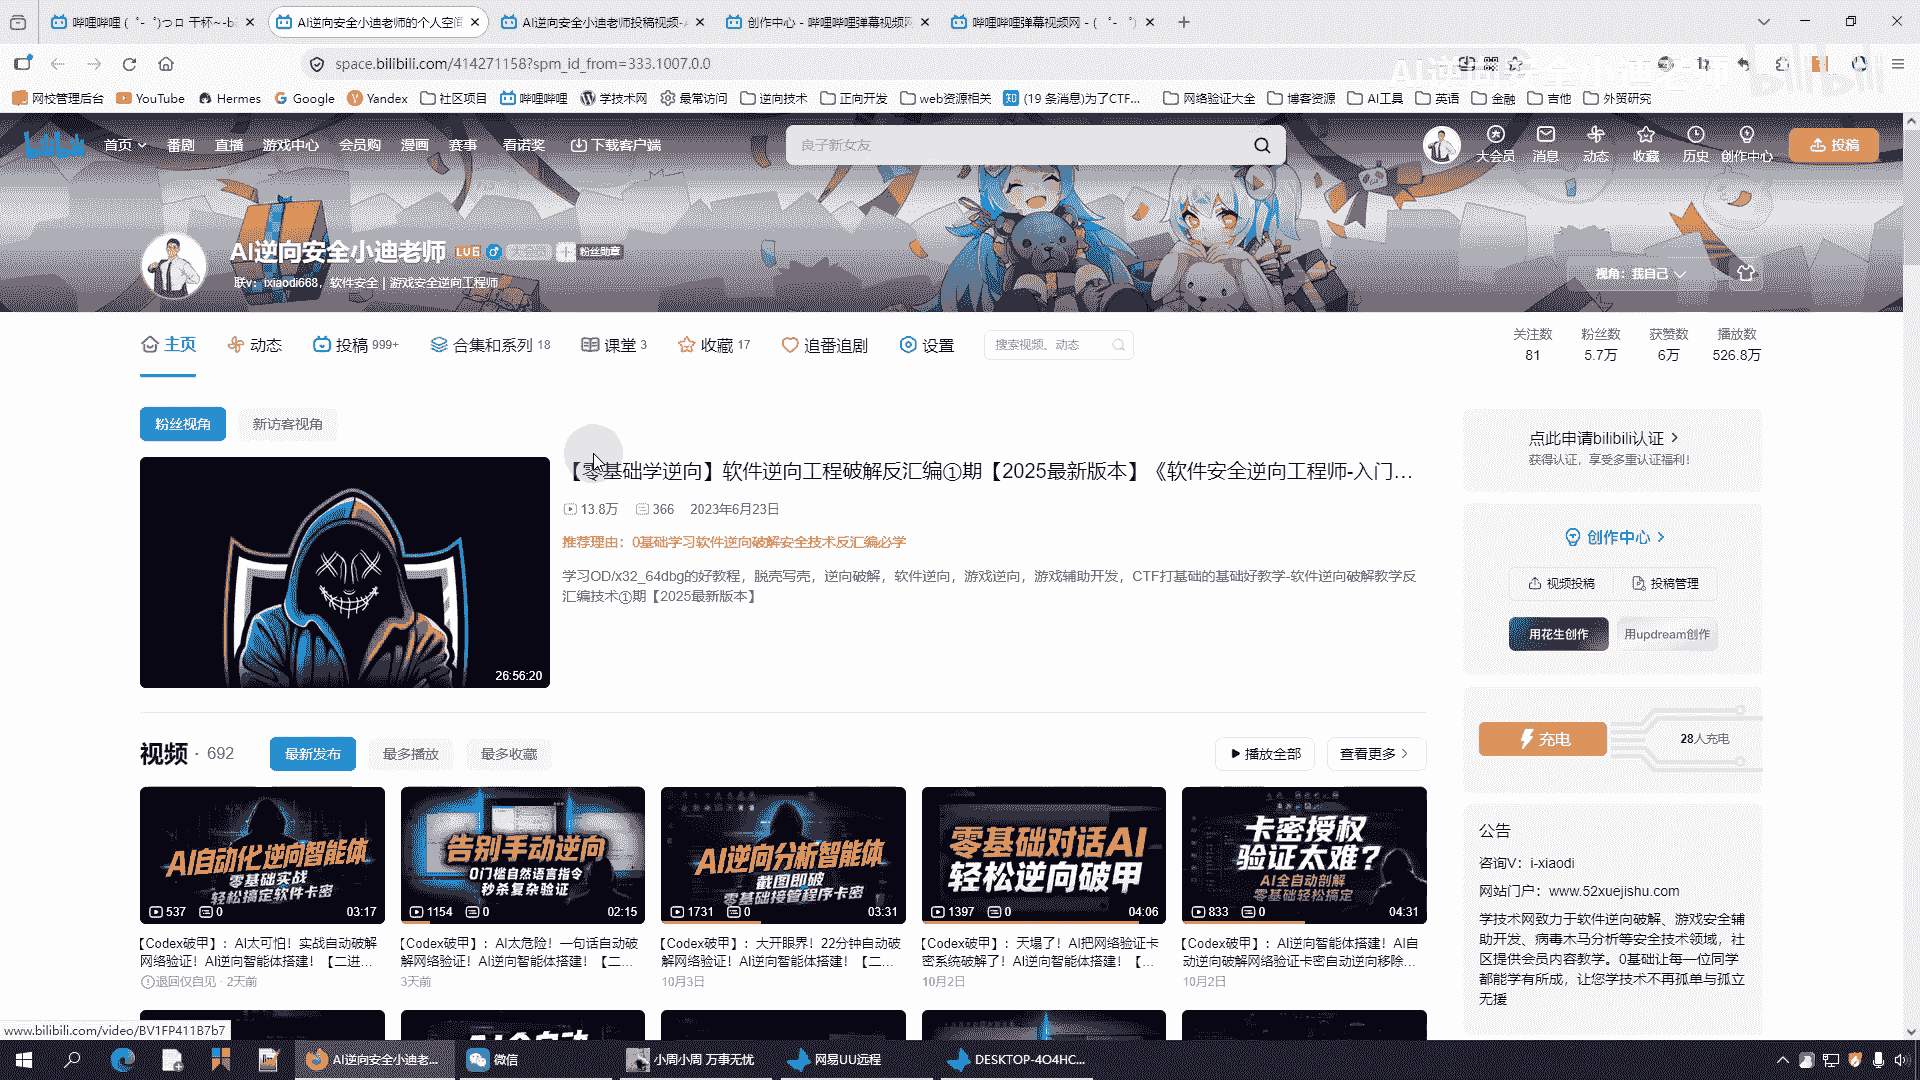 哔哩哔哩 (゜-゜)つロ 干杯~-b
AI逆向安全小迪老师的个人空间
AI逆向安全小迪老师投稿视频-A
创作中心 - 哔哩哔哩弹幕视频网
哔哩哔哩弹幕视频网 - ( ゜- ゜)
space.bilibili.com/414271158?spm_id_from=333.1007.0.0
网校管理后台
YouTube
Hermes
Google
Yandex
社区项目
哔哩哔哩
学技术网
最常访问
逆向技术
正向开发
web资源相关
(19 条消息)为了CTF...
网络验证大全
博客资源
AI工具
英语
金融
吉他
外贸研究
首页
番剧
直播
游戏中心
会员购
漫画
赛事
看诺奖
下载客户端
良子新女友
大会员
消息
动态
收藏
历史
创作中心
投稿
AI逆向安全小迪老师
LV6
粉丝勋章
联v：ixiaodi668，软件安全 | 游戏安全逆向工程师
视角：我自己
主页
动态
投稿 999+
合集和系列 18
课堂 3
收藏 17
追番追剧
设置
搜索视频、动态
关注数
粉丝数
获赞数
播放数
81
5.7万
6万
526.8万
粉丝视角
新访客视角
【零基础学逆向】软件逆向工程破解反汇编①期【2025最新版本】《软件安全逆向工程师-入门...
13.8万
366
2023年6月23日
推荐理由：0基础学习软件逆向破解安全技术反汇编必学
学习OD/x32_64dbg的好教程，脱壳写壳，逆向破解，软件逆向，游戏逆向，游戏辅助开发，CTF打基础的基础好教学-软件逆向破解教学反
汇编技术①期【2025最新版本】
26:56:20
点此申请bilibili认证
获得认证，享受多重认证福利！
创作中心
视频投稿
投稿管理
用花生创作
用updream创作
充电
28人充电
视频 · 692
最新发布
最多播放
最多收藏
播放全部
查看更多
AI自动化逆向智能体
零基础实战
轻松搞定软件卡密
537
0
03:17
告别手动逆向
0门槛自然语言指令
秒杀复杂验证
1154
0
02:15
AI逆向分析智能体
截图即破
零基础接管程序卡密
1731
0
03:31
零基础对话AI
轻松逆向破甲
1397
0
04:06
卡密授权
验证太难？
AI全自动剖解
零基础轻松搞定
833
0
04:31
【Codex破甲】：AI太可怕！实战自动破解
网络验证！AI逆向智能体搭建！【二进...
退回仅自见 · 2天前
【Codex破甲】：AI太危险！一句话自动破
解网络验证！AI逆向智能体搭建！【二...
3天前
【Codex破甲】：大开眼界！22分钟自动破
解网络验证！AI逆向智能体搭建！【二...
10月3日
【Codex破甲】：天塌了！AI把网络验证卡
密系统破解了！AI逆向智能体搭建！【...
10月2日
【Codex破甲】：AI逆向智能体搭建！AI自
动逆向破解网络验证卡密自动逆向移除...
10月2日
公告
咨询V：i-xiaodi
网站门户：www.52xuejishu.com
学技术网致力于软件逆向破解、游戏安全辅
助开发、病毒木马分析等安全技术领域，社
区提供会员内容教学。0基础让每一位同学
都能学有所成，让您学技术不再孤单与孤立
无援
www.bilibili.com/video/BV1FP411B7b7
AI逆向安全小迪老...
微信
小周小周 万事无忧
网易UU远程
DESKTOP-4O4HC...